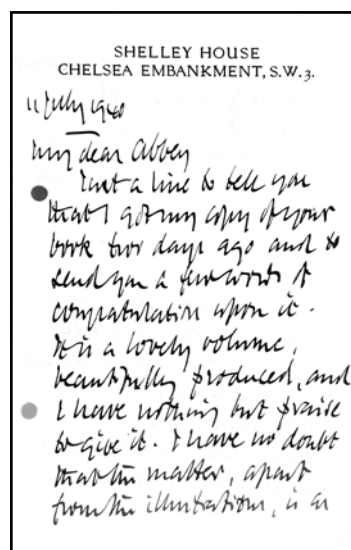 SHELLEY HOUSE
CHELSEA EMBANKMENT, S.W.3.
11 July 1940
My dear Abbey
Just a line to tell you
that I got my copy of your
book two days ago and to
send you a few words of
congratulation upon it.
It is a lovely volume,
beautifully produced, and
I have nothing but praise
to give it. I have no doubt
that the matter, apart
from the illustrations, is as